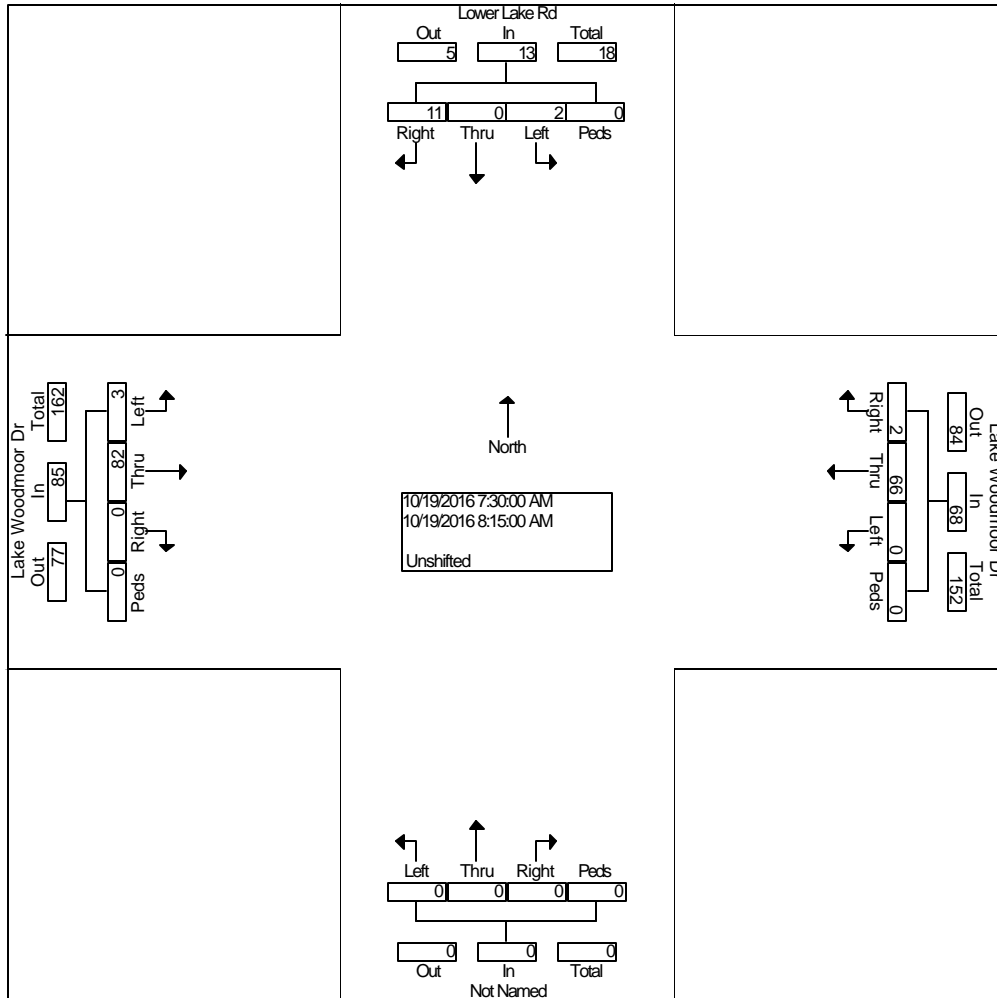 Lower Lake Rd
Out In Total
5 13 18
11 0 2 0
Right Thru Left Peds
Lake Woodmoor Dr
Total In Out
162 85 77
3 82 0 0
Left Thru Right Peds
North
10/19/2016 7:30:00 AM
10/19/2016 8:15:00 AM
Unshifted
Lake Woodmoor Dr
Out In Total
84 68 152
2 66 0 0
Right Thru Left Peds
Left Thru Right Peds
0 0 0 0
0 0 0
Out In Total
Not Named